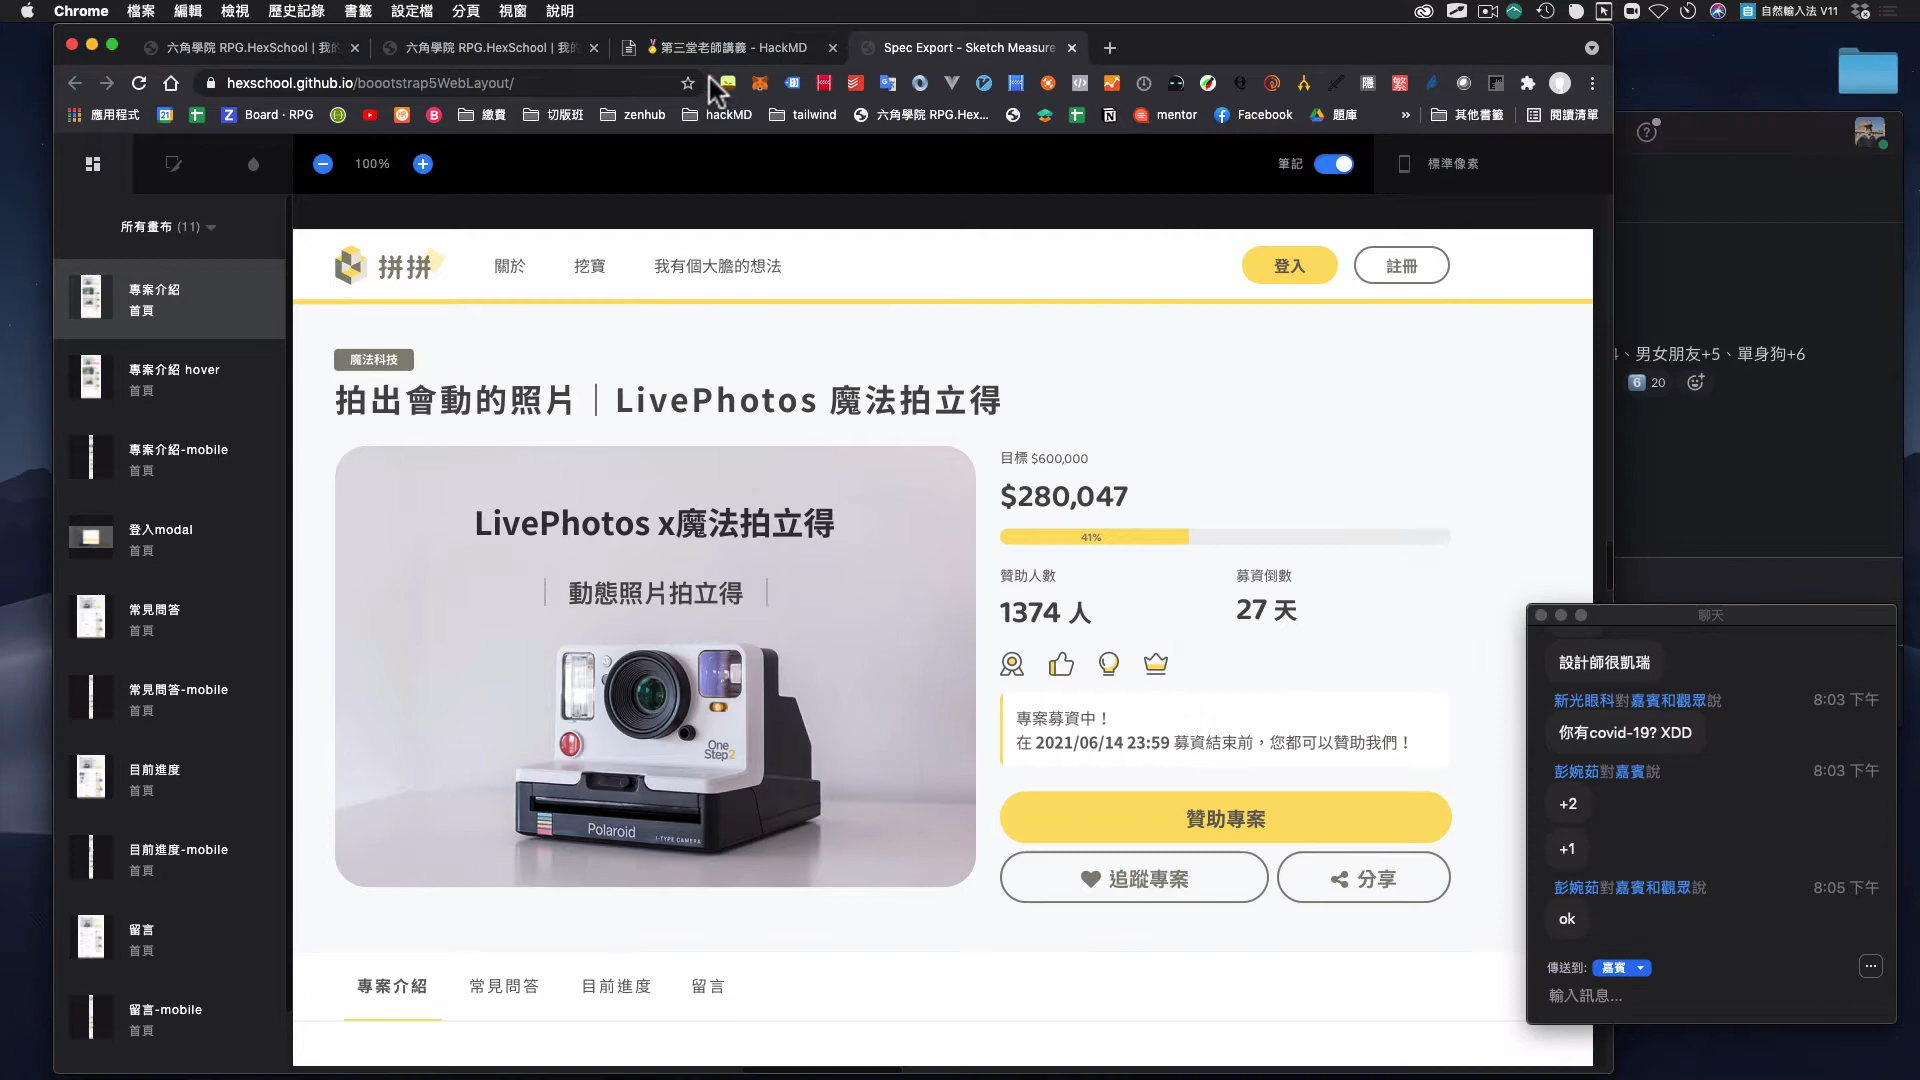 Chrome 檔案 編輯 檢視 歷史記錄 書籤 設定檔 分頁 視窗 說明
自然輸入法 V11
六角學院 RPG.HexSchool | 我的
六角學院 RPG.HexSchool | 我的
第三堂老師講義 - HackMD
Spec Export - Sketch Measure
hexschool.github.io/boootstrap5WebLayout/
應用程式
Board · RPG
繳費
切版班
zenhub
hackMD
tailwind
六角學院 RPG.Hex...
mentor
Facebook
題庫
»
其他書籤
閱讀清單
100%
筆記
標準像素
所有畫布 (11)
專案介紹
首頁
專案介紹 hover
首頁
專案介紹-mobile
首頁
登入modal
首頁
常見問答
首頁
常見問答-mobile
首頁
目前進度
首頁
目前進度-mobile
首頁
留言
首頁
留言-mobile
首頁
拼拼
關於
挖寶
我有個大膽的想法
登入
註冊
魔法科技
拍出會動的照片｜LivePhotos 魔法拍立得
LivePhotos x魔法拍立得
｜ 動態照片拍立得 ｜
One
Step2
Polaroid
I-TYPE CAMERA
目標 $600,000
$280,047
41%
贊助人數
1374 人
募資倒數
27 天
專案募資中！
在 2021/06/14 23:59 募資結束前，您都可以贊助我們！
贊助專案
追蹤專案
分享
專案介紹
常見問答
目前進度
留言
、男女朋友+5、單身狗+6
6 20
聊天
設計師很凱瑞
新光眼科對嘉賓和觀眾說 8:03 下午
你有covid-19? XDD
彭婉茹對嘉賓說 8:03 下午
+2
+1
彭婉茹對嘉賓和觀眾說 8:05 下午
ok
傳送到: 嘉賓
輸入訊息...